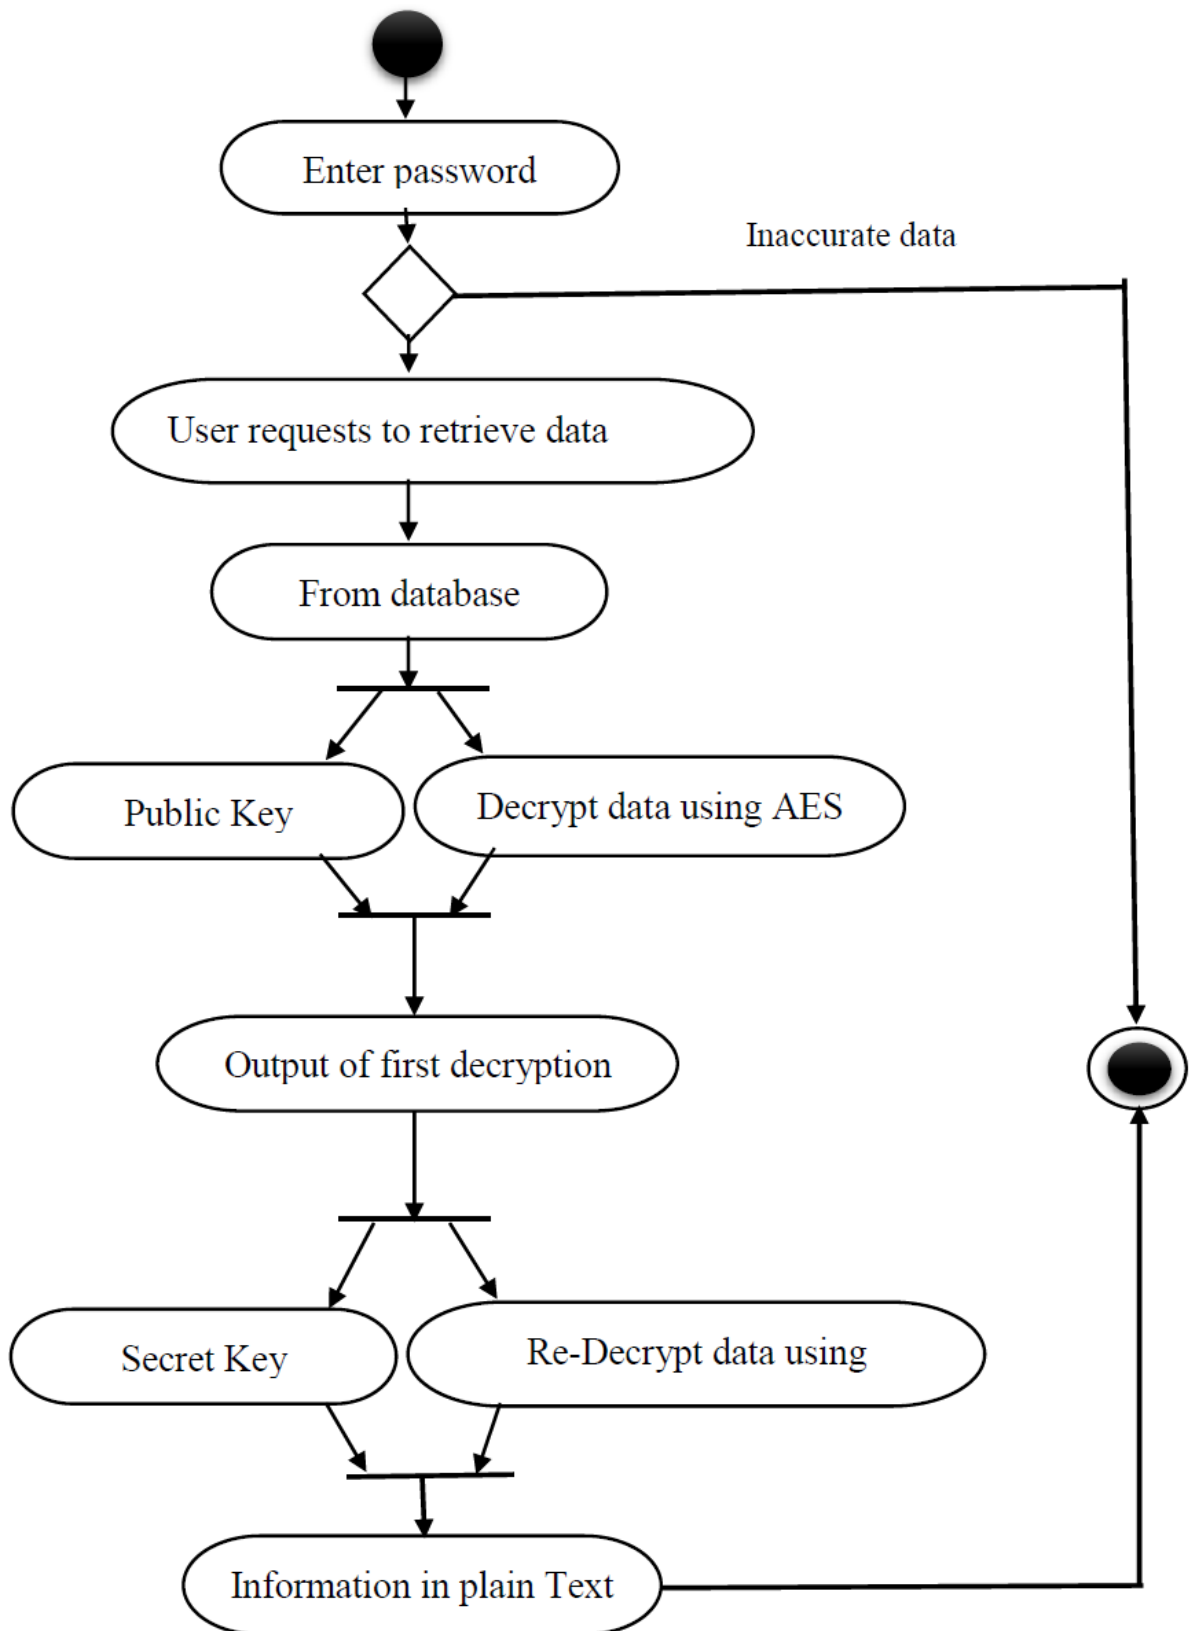 Enter password
Inaccurate data
User requests to retrieve data
From database
Public Key
Decrypt data using AES
Output of first decryption
Secret Key
Re-Decrypt data using
Information in plain Text